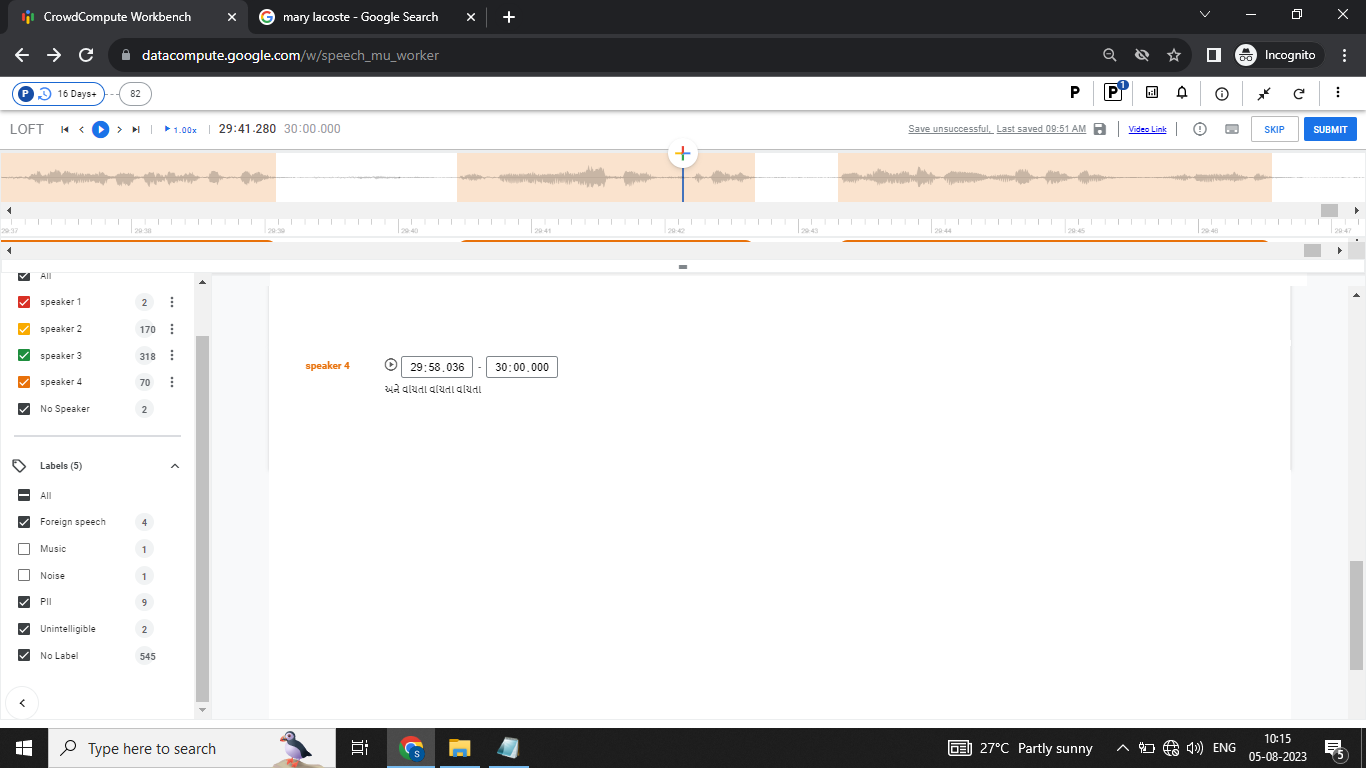 CrowdCompute Workbench
mary lacoste - Google Search
datacompute.google.com/w/speech_mu_worker
Incognito
P
16 Days+
82
P
P
1
LOFT
1.00x
29:41.280 30:00.000
Save unsuccessful, Last saved 09:51 AM
Video Link
SKIP
SUBMIT
29:37 29:38 29:39 29:40 29:41 29:42 29:43 29:44 29:45 29:46 29:47
All
speaker 1 2
speaker 2 170
speaker 3 318
speaker 4 70
No Speaker 2
Labels (5)
All
Foreign speech 4
Music 1
Noise 1
PII 9
Unintelligible 2
No Label 545
speaker 4
29:58.036 - 30:00.000
અને વાંચતા વાંચતા વાંચતા
Type here to search
S
27°C Partly sunny
ENG
10:15
05-08-2023
5